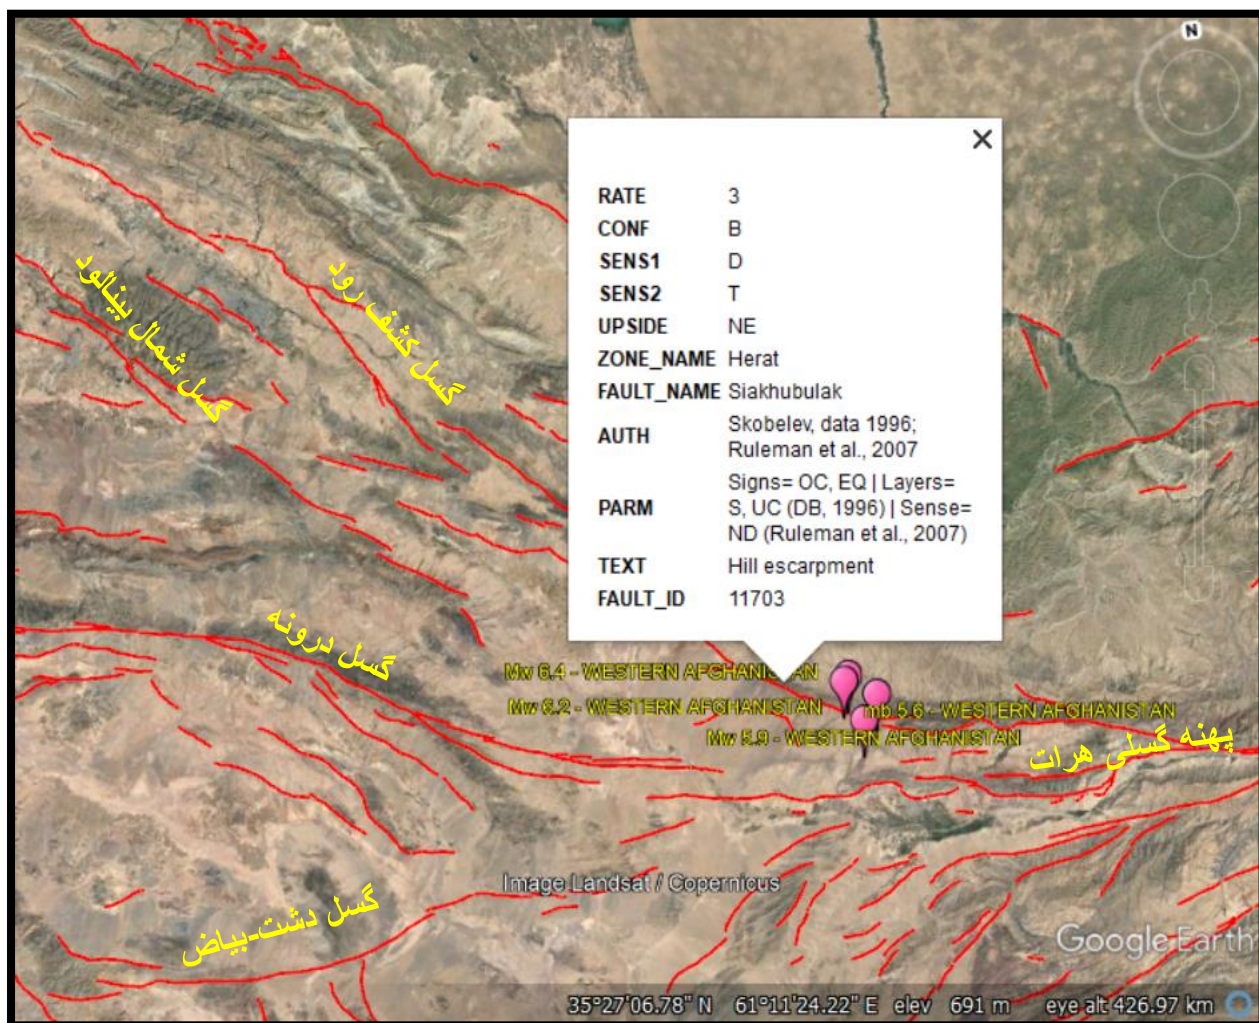 N
RATE 3
CONF B
SENS1 D
SENS2 T
UPSIDE NE
ZONE_NAME Herat
FAULT_NAME Siakhubulak
AUTH Skobelev, data 1996;
Ruleman et al., 2007
PARM Signs= OC, EQ | Layers=
S, UC (DB, 1996) | Sense=
ND (Ruleman et al., 2007)
TEXT Hill escarpment
FAULT_ID 11703
گسل کشف رود
گسل شمال بینالود
گسل درونه
Mw 6.4 - WESTERN AFGHANISTAN
Mw 6.2 - WESTERN AFGHANISTAN
mb 5.6 - WESTERN AFGHANISTAN
Mw 5.9 - WESTERN AFGHANISTAN
پهنه گسلی هرات
گسل دشت-بیاض
Image Landsat / Copernicus
Google Earth
35°27'06.78" N 61°11'24.22" E elev 691 m eye alt 426.97 km